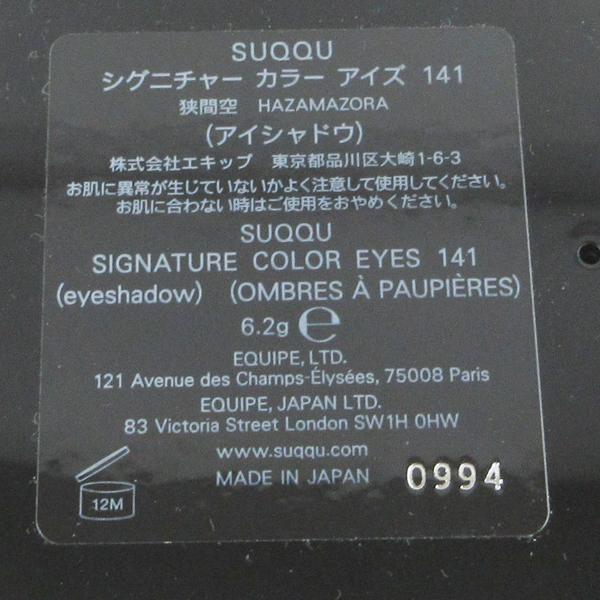 SUQQU
シグニチャー カラー アイズ 141
狭間空 HAZAMAZORA
(アイシャドウ)
株式会社エキップ 東京都品川区大崎1-6-3
お肌に異常が生じていないかよく注意して使用してください。
お肌に合わない時はご使用をおやめください。
SUQQU
SIGNATURE COLOR EYES 141
(eyeshadow) (OMBRES À PAUPIÈRES)
6.2g ℮
EQUIPE, LTD.
121 Avenue des Champs-Élysées, 75008 Paris
EQUIPE, JAPAN LTD.
83 Victoria Street London SW1H 0HW
www.suqqu.com
MADE IN JAPAN 0994
12M